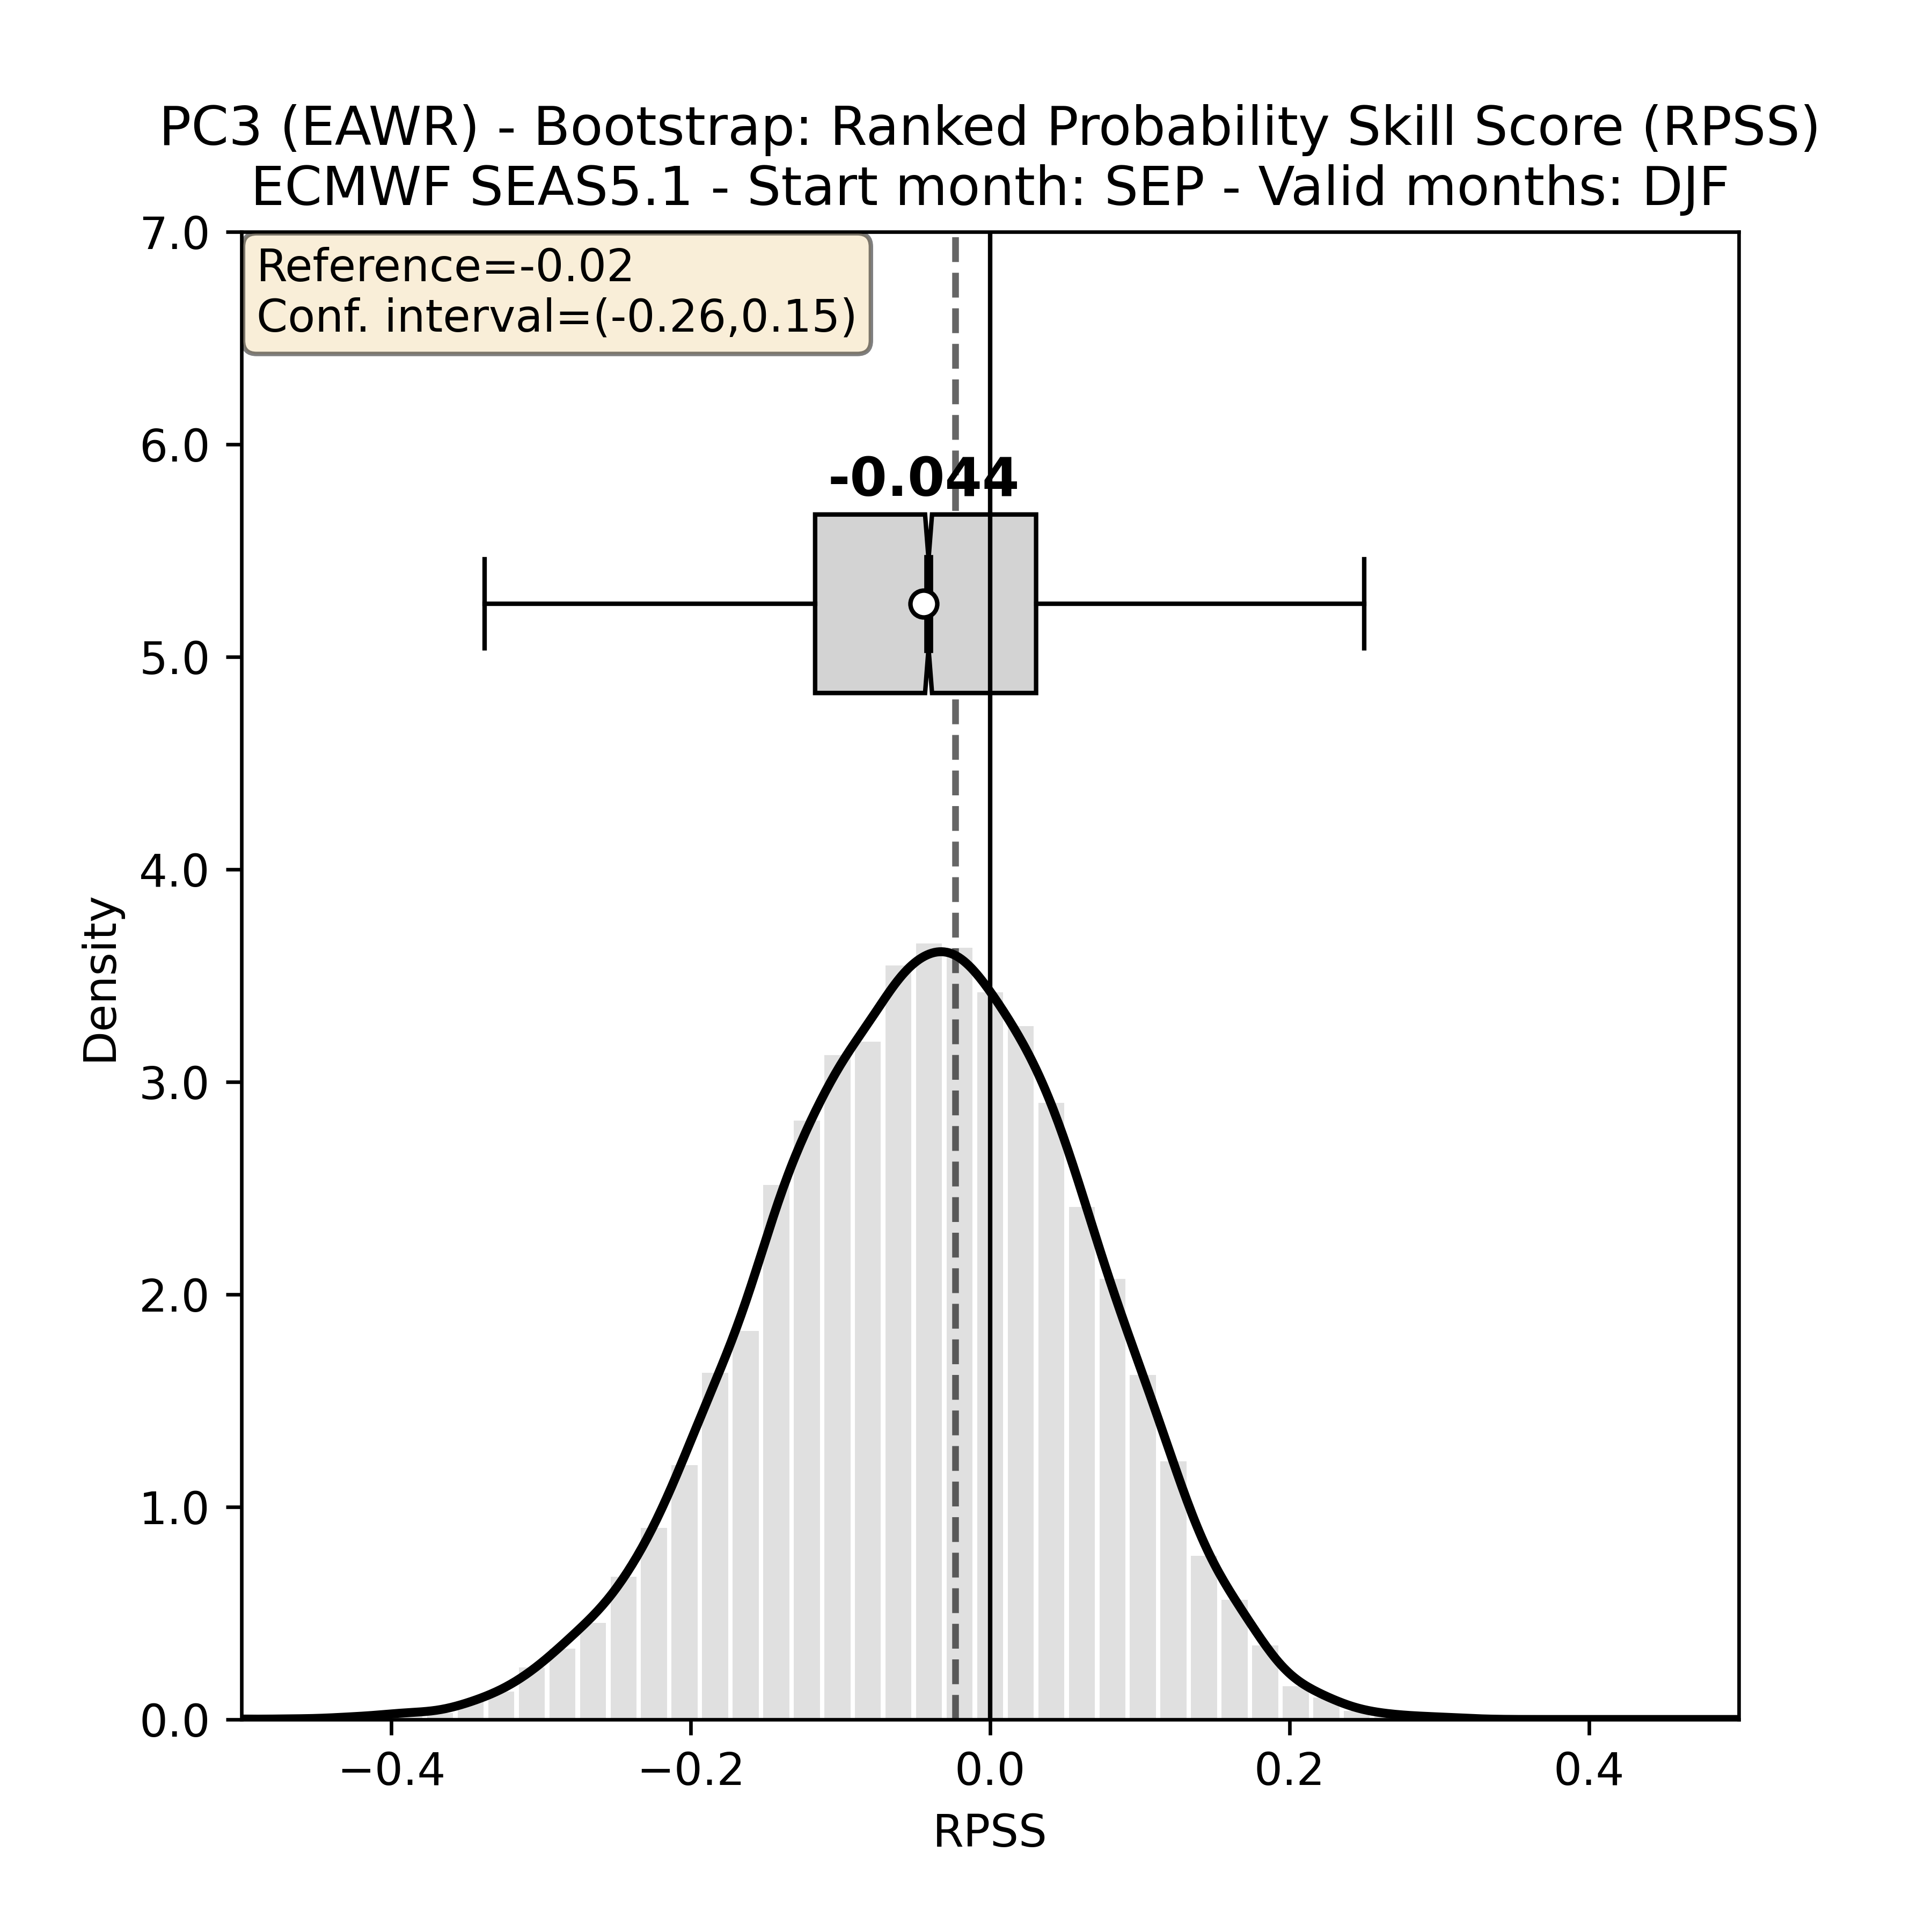 PC3 (EAWR) - Bootstrap: Ranked Probability Skill Score (RPSS)
ECMWF SEAS5.1 - Start month: SEP - Valid months: DJF
7.0
Reference=-0.02
Conf. interval=(-0.26,0.15)
6.0
-0.044
5.0
4.0
Density
3.0
2.0
1.0
0.0
−0.4
−0.2
0.0
0.2
0.4
RPSS